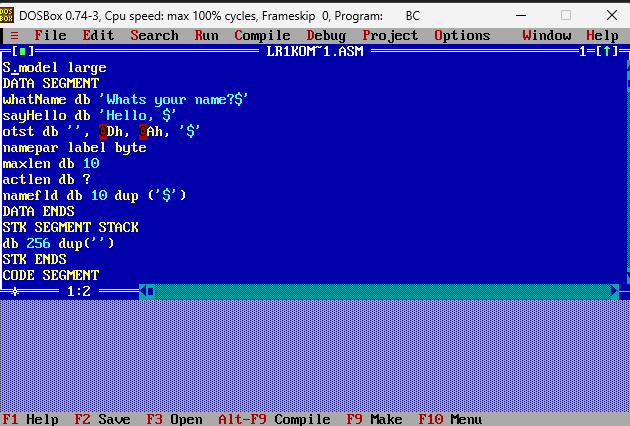 DOSBox 0.74-3, Cpu speed: max 100% cycles, Frameskip 0, Program: BC
≡ File Edit Search Run Compile Debug Project Options Window Help
[■] LR1KOM~1.ASM 1=[↑]
S.model large
DATA SEGMENT
whatName db 'Whats your name?$'
sayHello db 'Hello, $'
otst db '', 0Dh, 0Ah, '$'
namepar label byte
maxlen db 10
actlen db ?
namefld db 10 dup ('$')
DATA ENDS
STK SEGMENT STACK
db 256 dup('')
STK ENDS
CODE SEGMENT
* 1:2
F1 Help F2 Save F3 Open Alt-F9 Compile F9 Make F10 Menu